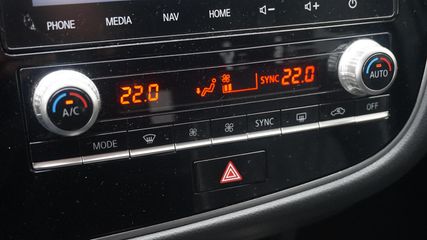 PHONE MEDIA NAV HOME - + 
22.0 SYNC 22.0
A/C AUTO
MODE SYNC OFF